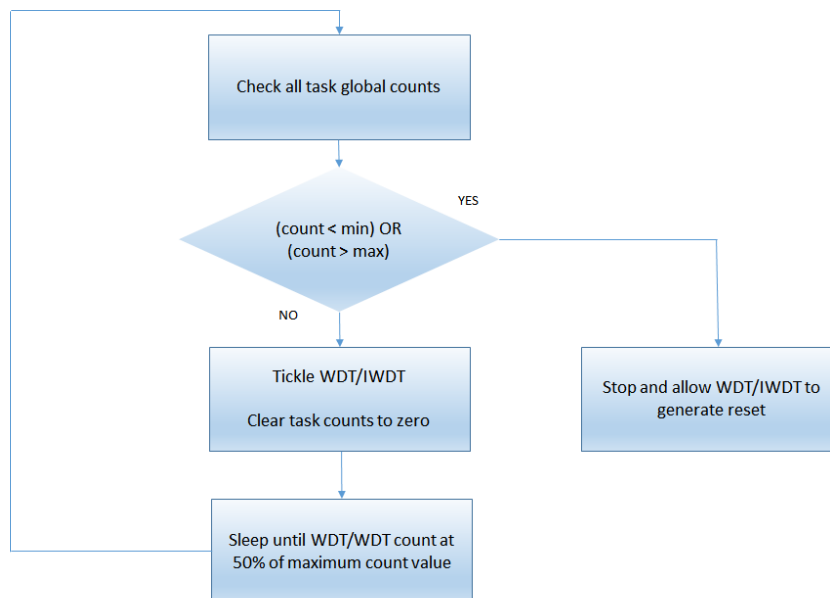 Check all task global counts
YES
(count < min) OR
(count > max)
NO
Tickle WDT/IWDT
Clear task counts to zero
Stop and allow WDT/IWDT to
generate reset
Sleep until WDT/WDT count at
50% of maximum count value